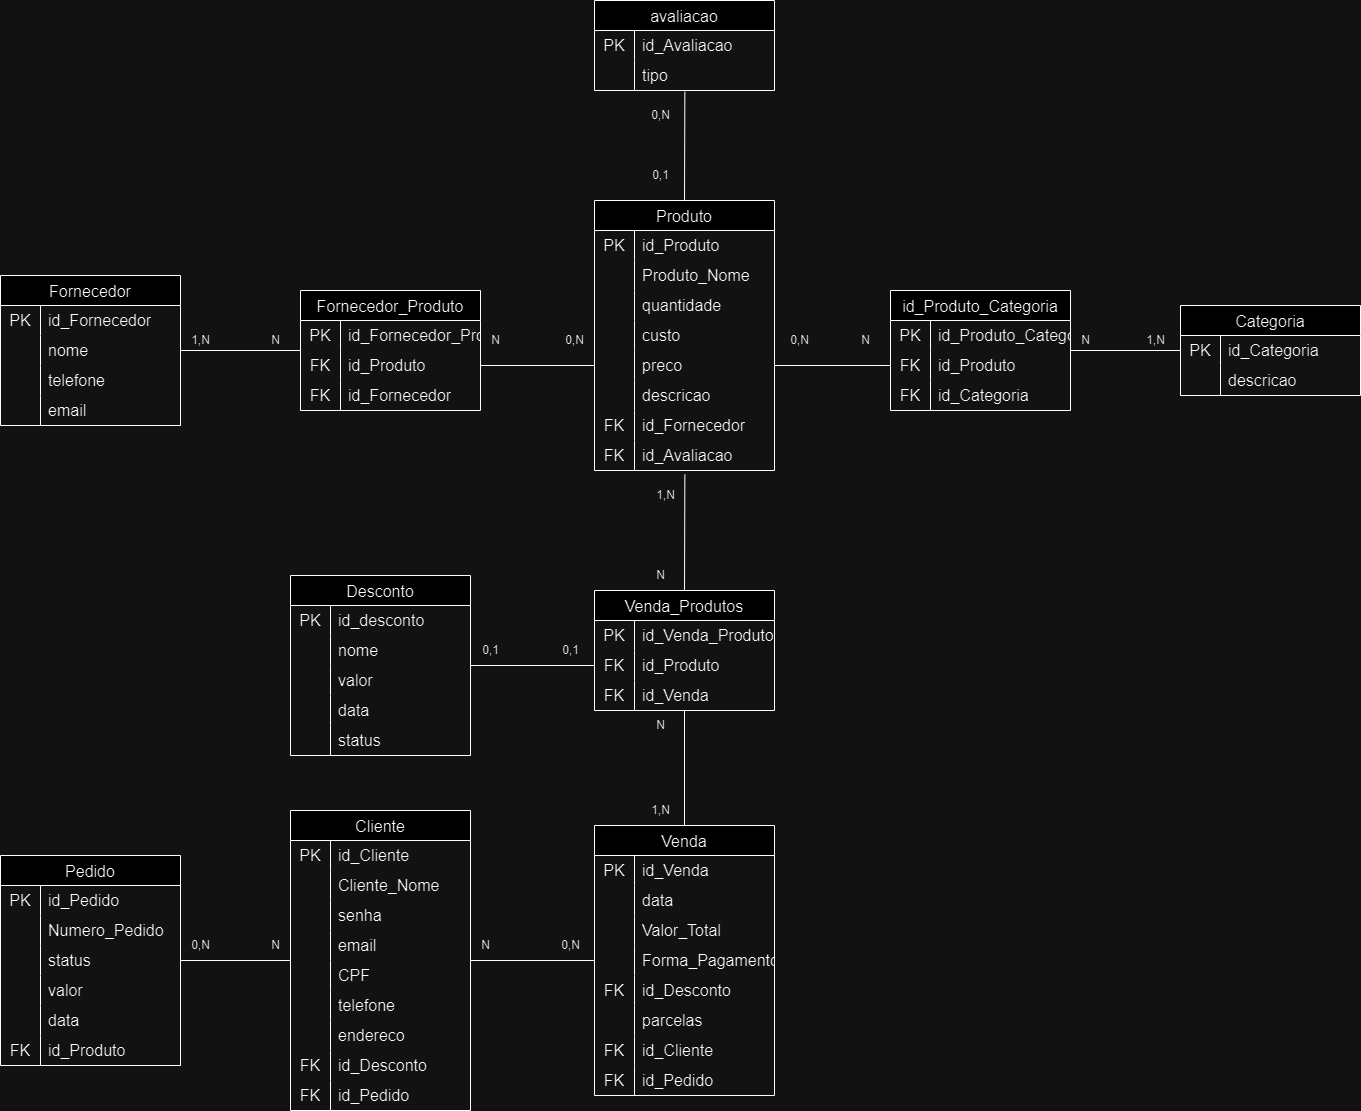 avaliacao
PK id_Avaliacao
tipo
0,N
0,1
Produto
PK id_Produto
Produto_Nome
quantidade
custo
preco
descricao
FK id_Fornecedor
FK id_Avaliacao
Fornecedor
PK id_Fornecedor
nome
telefone
email
1,N N
Fornecedor_Produto
PK id_Fornecedor_Pro
FK id_Produto
FK id_Fornecedor
N 0,N
0,N N
id_Produto_Categoria
PK id_Produto_Catego
FK id_Produto
FK id_Categoria
N 1,N
Categoria
PK id_Categoria
descricao
1,N
N
Desconto
PK id_desconto
nome
valor
data
status
0,1 0,1
Venda_Produtos
PK id_Venda_Produto
FK id_Produto
FK id_Venda
N
1,N
Pedido
PK id_Pedido
Numero_Pedido
status
valor
data
FK id_Produto
0,N N
Cliente
PK id_Cliente
Cliente_Nome
senha
email
CPF
telefone
endereco
FK id_Desconto
FK id_Pedido
N 0,N
Venda
PK id_Venda
data
Valor_Total
Forma_Pagamento
FK id_Desconto
parcelas
FK id_Cliente
FK id_Pedido